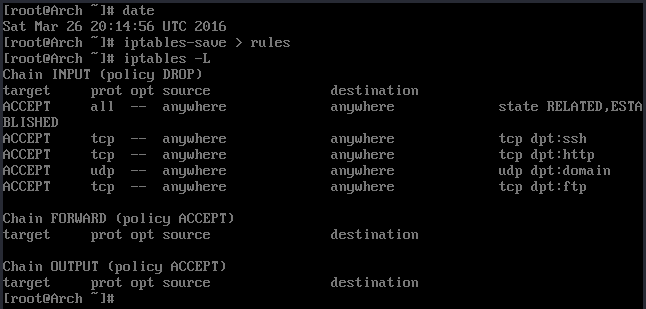 [root@Arch ~]# date
Sat Mar 26 20:14:56 UTC 2016
[root@Arch ~]# iptables-save > rules
[root@Arch ~]# iptables -L
Chain INPUT (policy DROP)
target     prot opt source               destination
ACCEPT     all  --  anywhere             anywhere             state RELATED,ESTA
BLISHED
ACCEPT     tcp  --  anywhere             anywhere             tcp dpt:ssh
ACCEPT     tcp  --  anywhere             anywhere             tcp dpt:http
ACCEPT     udp  --  anywhere             anywhere             udp dpt:domain
ACCEPT     tcp  --  anywhere             anywhere             tcp dpt:ftp
Chain FORWARD (policy ACCEPT)
target     prot opt source               destination
Chain OUTPUT (policy ACCEPT)
target     prot opt source               destination
[root@Arch ~]#